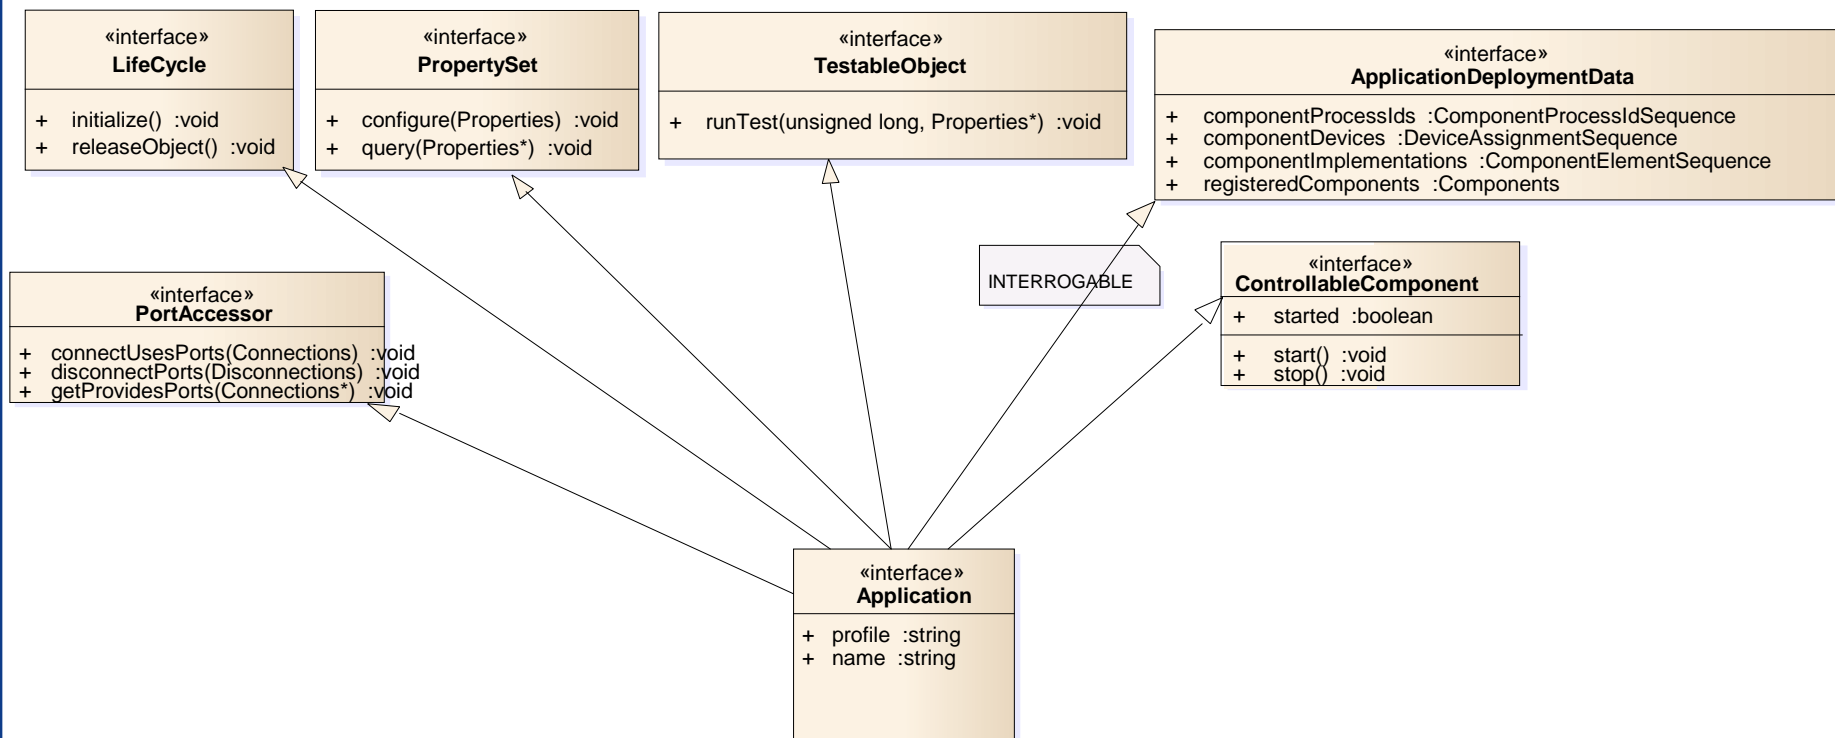 «interface»
LifeCycle
+ initialize() :void
+ releaseObject() :void
«interface»
PropertySet
+ configure(Properties) :void
+ query(Properties*) :void
«interface»
TestableObject
+ runTest(unsigned long, Properties*) :void
«interface»
ApplicationDeploymentData
+ componentProcessIds :ComponentProcessIdSequence
+ componentDevices :DeviceAssignmentSequence
+ componentImplementations :ComponentElementSequence
+ registeredComponents :Components
«interface»
PortAccessor
+ connectUsesPorts(Connections) :void
+ disconnectPorts(Disconnections) :void
+ getProvidesPorts(Connections*) :void
INTERROGABLE
«interface»
ControllableComponent
+ started :boolean
+ start() :void
+ stop() :void
«interface»
Application
+ profile :string
+ name :string